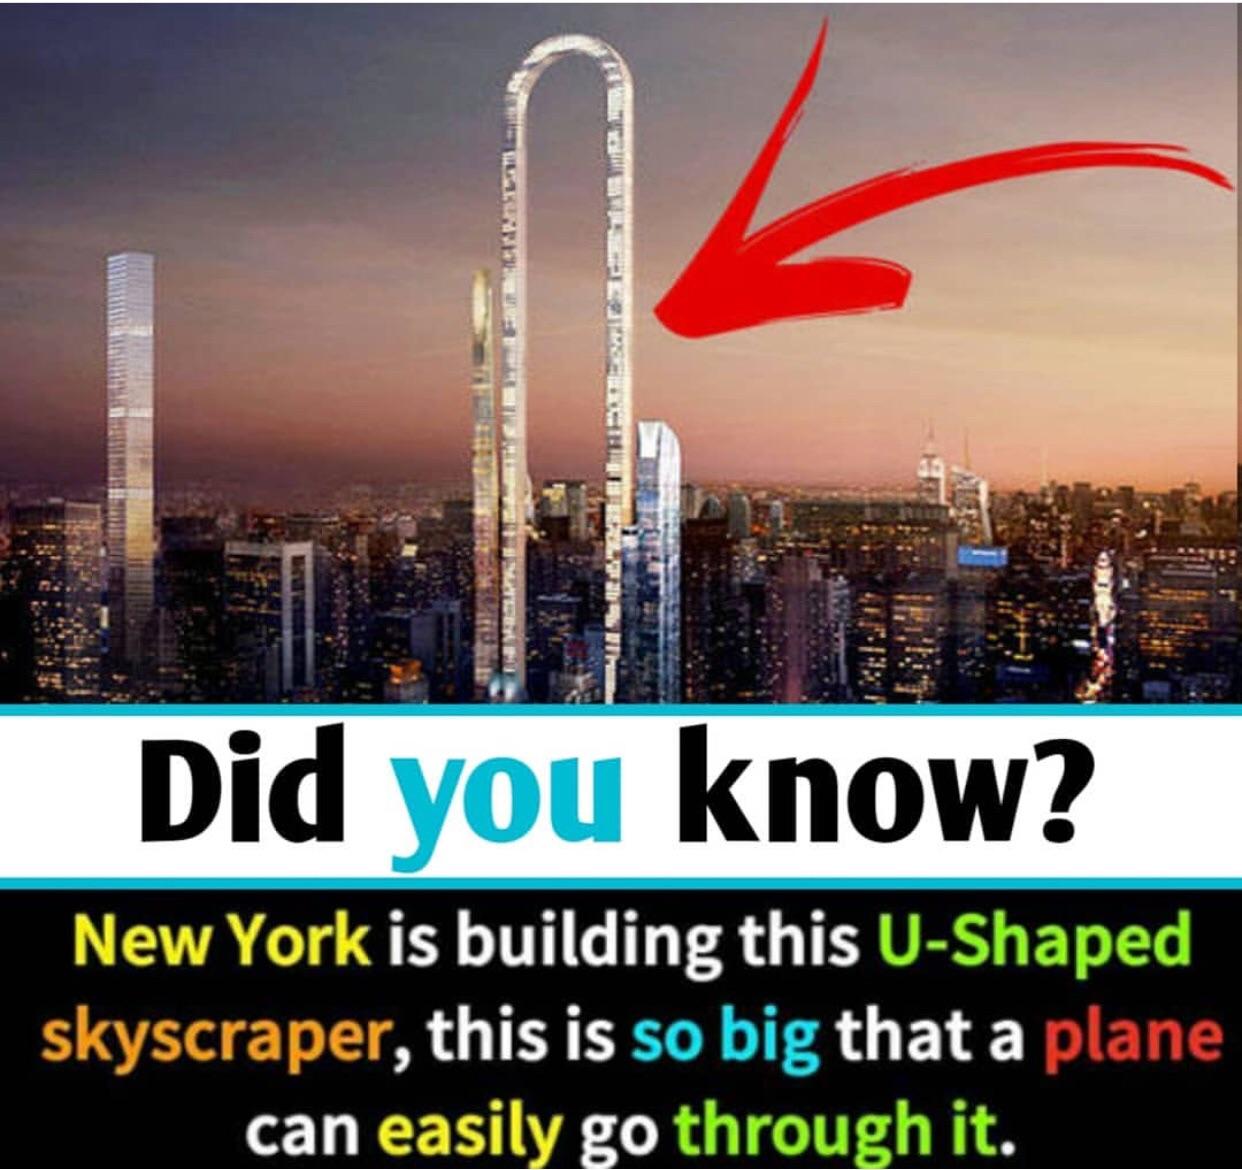 Did you know?
New York is building this U-Shaped
skyscraper, this is so big that a plane
can easily go through it.